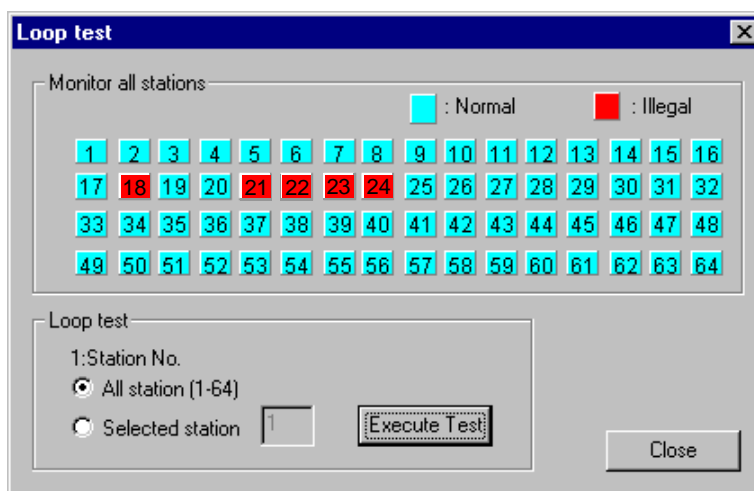 Loop test
Monitor all stations
: Normal : Illegal
1 2 3 4 5 6 7 8 9 10 11 12 13 14 15 16
17 18 19 20 21 22 23 24 25 26 27 28 29 30 31 32
33 34 35 36 37 38 39 40 41 42 43 44 45 46 47 48
49 50 51 52 53 54 55 56 57 58 59 60 61 62 63 64
Loop test
1:Station No.
All station (1-64)
Selected station 1 Execute Test
Close